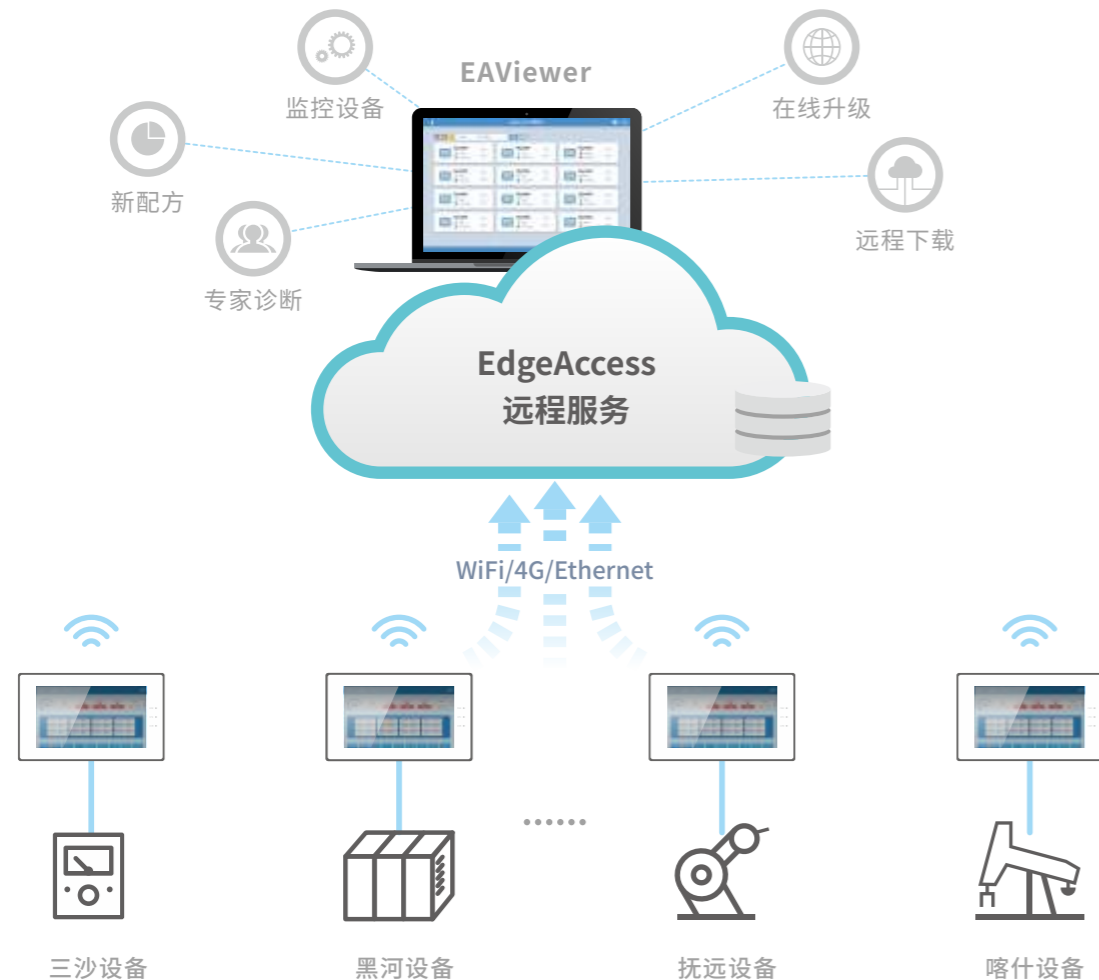 EAViewer
监控设备
在线升级
新配方
远程下载
专家诊断
EdgeAccess
远程服务
WiFi/4G/Ethernet
......
三沙设备
黑河设备
抚远设备
喀什设备